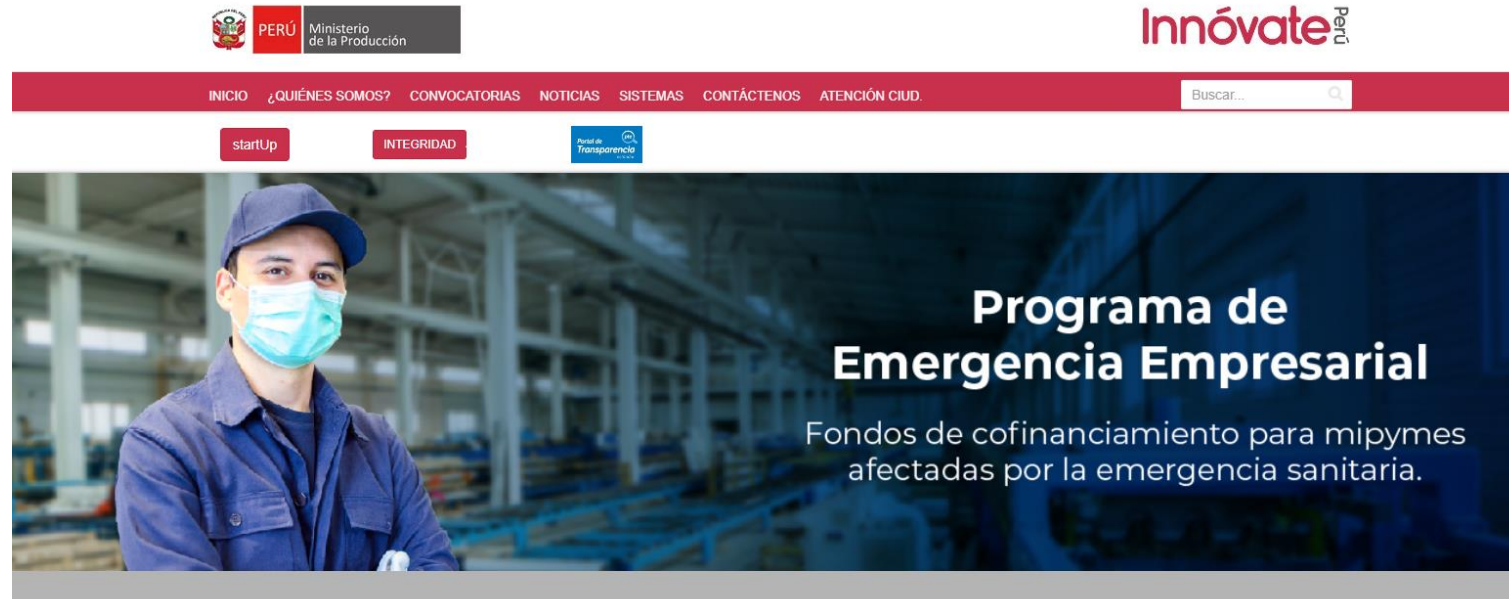 PERÚ
Ministerio
de la Producción
Innóvate Perú
INICIO ¿QUIÉNES SOMOS? CONVOCATORIAS NOTICIAS SISTEMAS CONTÁCTENOS ATENCIÓN CIUD.
Buscar...
startUp
INTEGRIDAD
Portal de
Transparencia
Programa de
Emergencia Empresarial
Fondos de cofinanciamiento para mipymes
afectadas por la emergencia sanitaria.